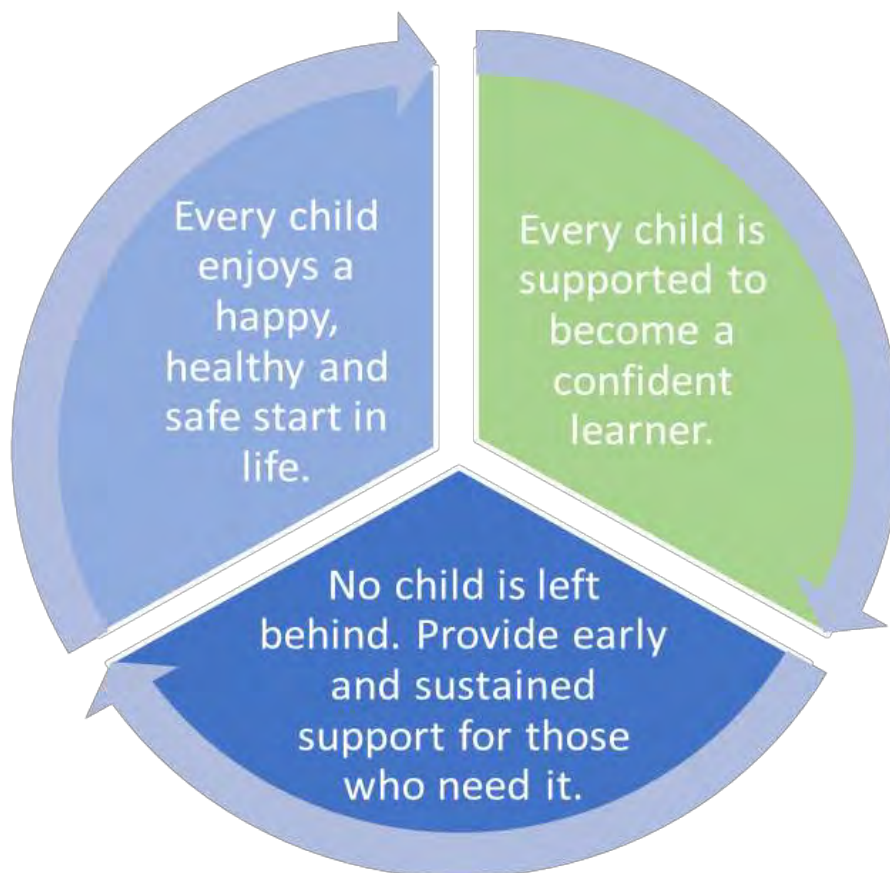 Every child
enjoys a
happy,
healthy and
safe start in
life.
Every child is
supported to
become a
confident
learner.
No child is left
behind. Provide early
and sustained
support for those
who need it.